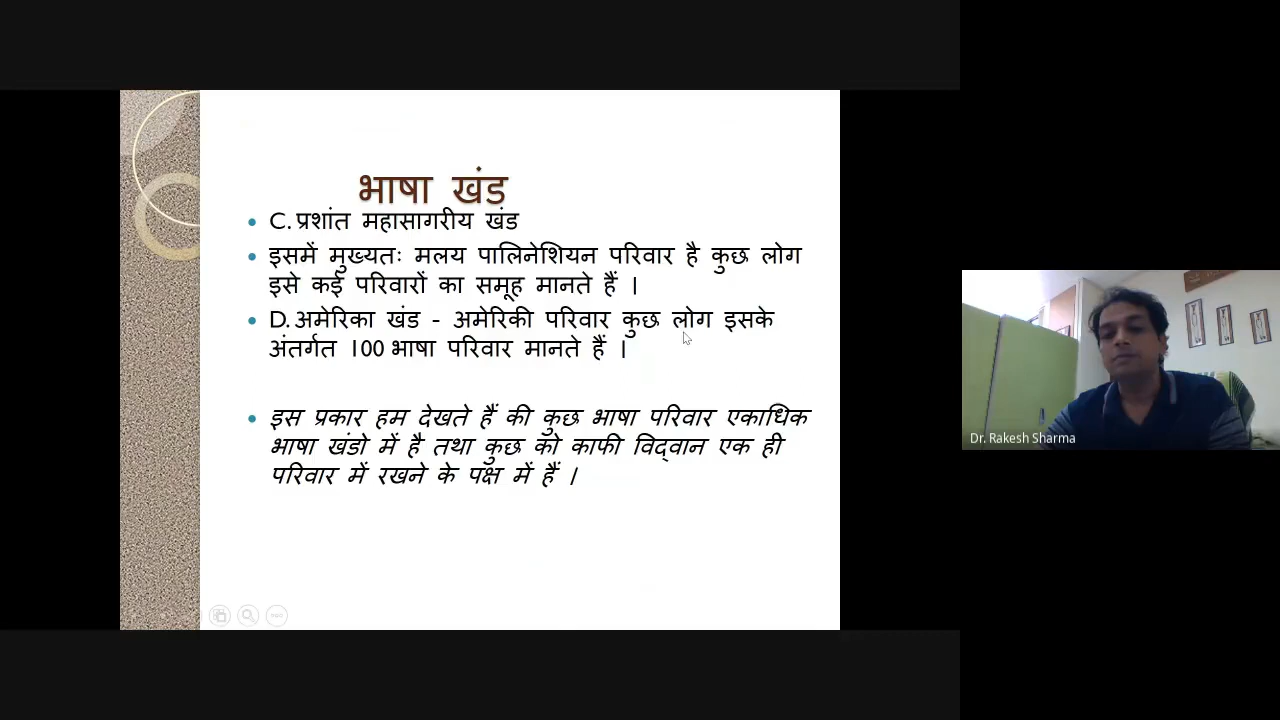 भाषा खंड
C. प्रशांत महासागरीय खंड
इसमें मुख्यतः मलय पालिनेशियन परिवार है कुछ लोग
इसे कई परिवारों का समूह मानते हैं ।
D. अमेरिका खंड - अमेरिकी परिवार कुछ लोग इसके
अंतर्गत 100 भाषा परिवार मानते हैं ।
इस प्रकार हम देखते हैं की कुछ भाषा परिवार एकाधिक
भाषा खंडो में है तथा कुछ को काफी विद्वान एक ही
परिवार में रखने के पक्ष में हैं ।
Dr. Rakesh Sharma